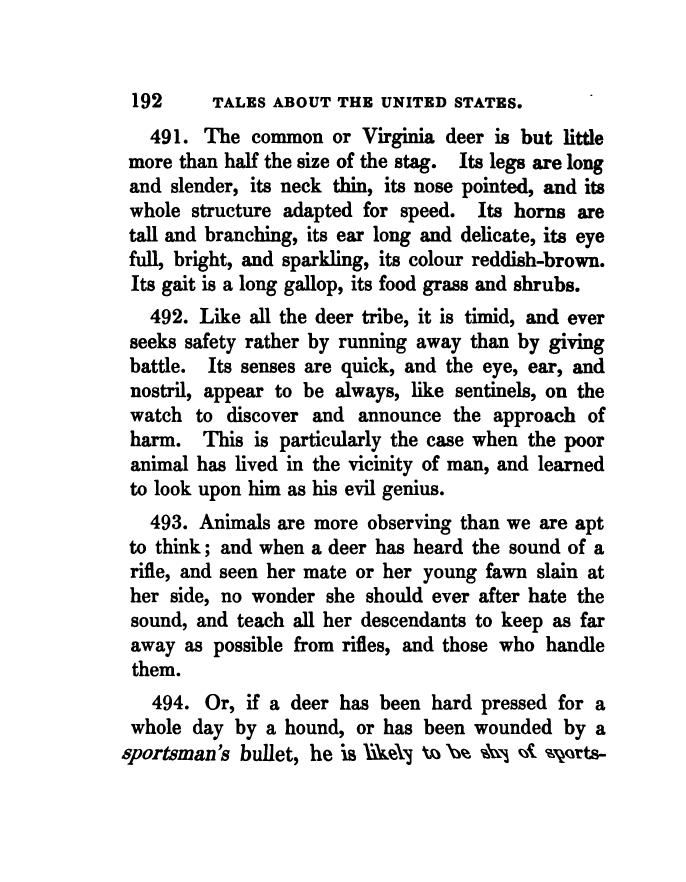 192 TALES ABOUT THE UNITED STATES.
491. The common or Virginia deer is but little
more than half the size of the stag. Its legs are long
and slender, its neck thin, its nose pointed, and its
whole structure adapted for speed. Its horns are
tall and branching, its ear long and delicate, its eye
full, bright, and sparkling, its colour reddish-brown.
Its gait is a long gallop, its food grass and shrubs.
492. Like all the deer tribe, it is timid, and ever
seeks safety rather by running away than by giving
battle. Its senses are quick, and the eye, ear, and
nostril, appear to be always, like sentinels, on the
watch to discover and announce the approach of
harm. This is particularly the case when the poor
animal has lived in the vicinity of man, and learned
to look upon him as his evil genius.
493. Animals are more observing than we are apt
to think; and when a deer has heard the sound of a
rifle, and seen her mate or her young fawn slain at
her side, no wonder she should ever after hate the
sound, and teach all her descendants to keep as far
away as possible from rifles, and those who handle
them.
494. Or, if a deer has been hard pressed for a
whole day by a hound, or has been wounded by a
sportsman's bullet, he is likely to be shy of sports-